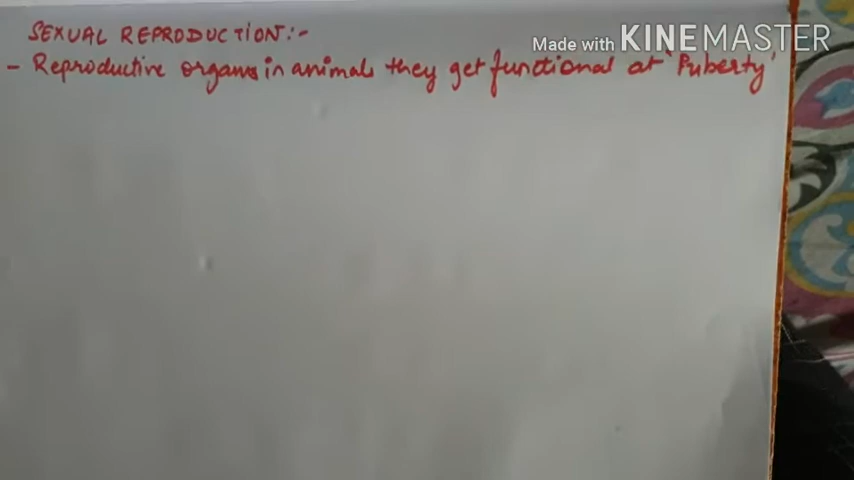 SEXUAL REPRODUCTION:-
Made with KINEMASTER
- Reproductive organs in animals they get functional at 'Puberty'